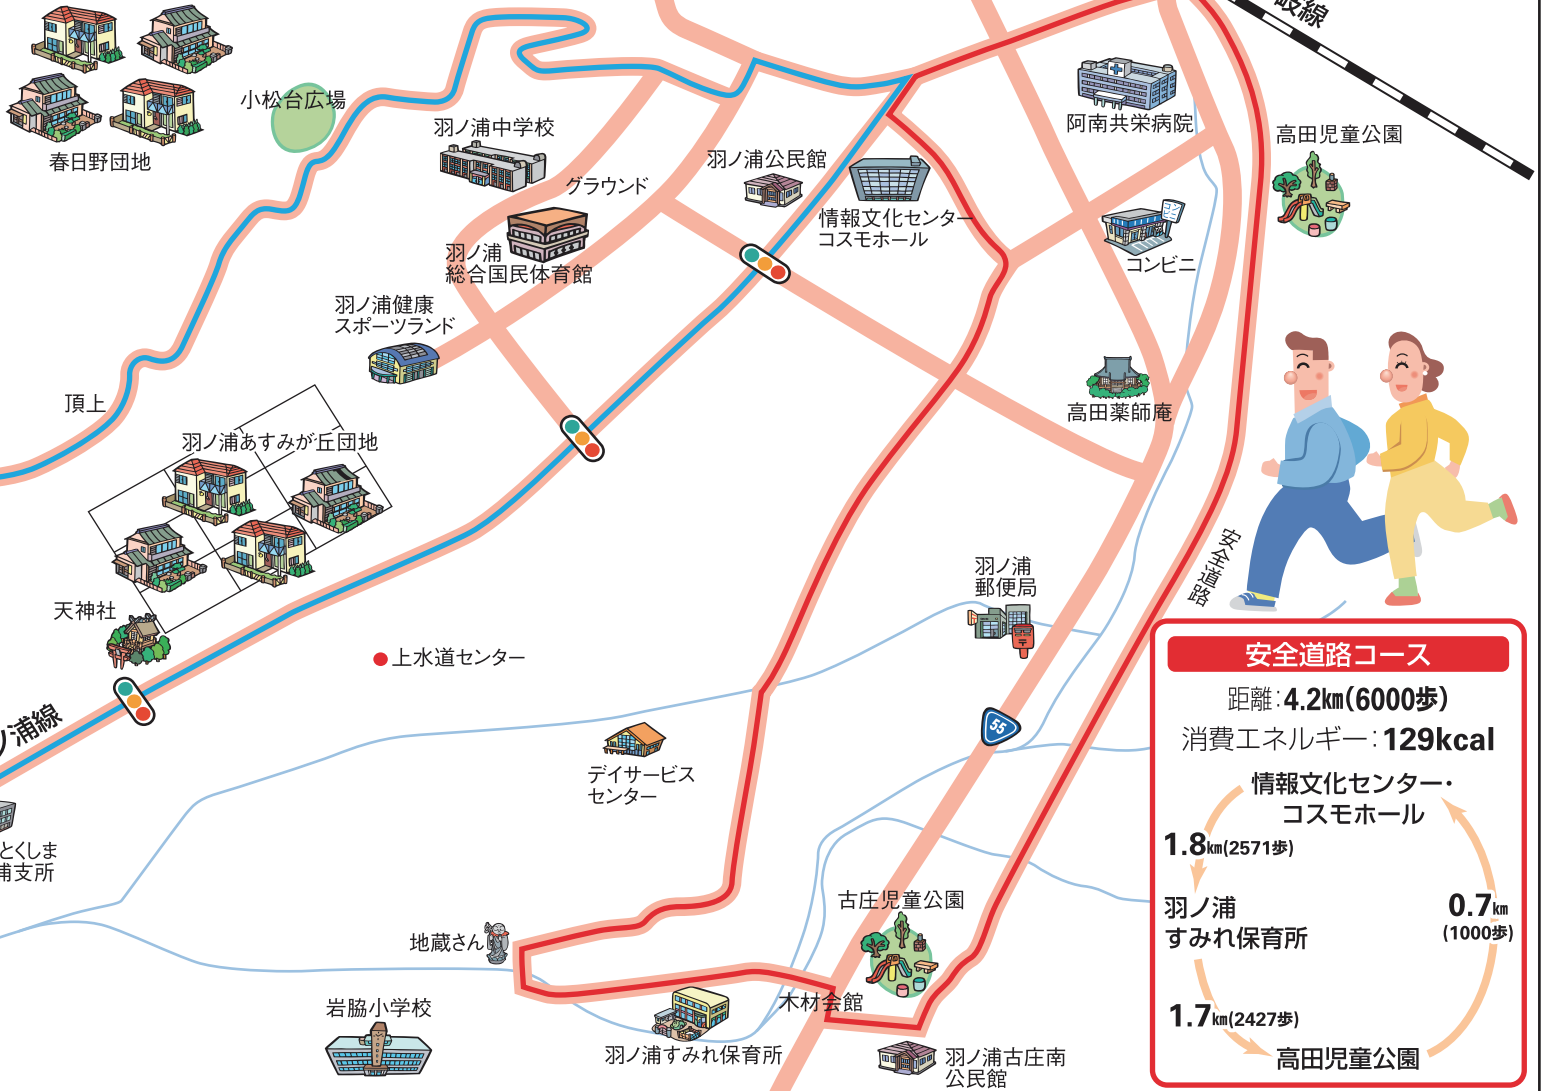 岐線
小松台広場
春日野団地
羽ノ浦中学校
グラウンド
羽ノ浦公民館
阿南共栄病院
高田児童公園
情報文化センター
コスモホール
コンビニ
コンビニ
羽ノ浦
総合国民体育館
羽ノ浦健康
スポーツランド
頂上
羽ノ浦あすみが丘団地
高田薬師庵
天神社
上水道センター
ノ浦線
羽ノ浦
郵便局
安全道路
55
デイサービス
センター
とくしま
浦支所
地蔵さん
古庄児童公園
木材会館
岩脇小学校
羽ノ浦すみれ保育所
羽ノ浦古庄南
公民館
安全道路コース
距離:4.2km(6000歩)
消費エネルギー:129kcal
情報文化センター・
コスモホール
1.8km(2571歩)
羽ノ浦
すみれ保育所
0.7km
(1000歩)
1.7km(2427歩)
高田児童公園